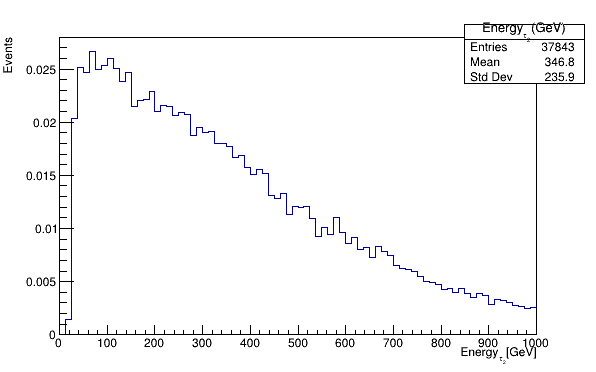 Energy_τ₂ (GeV)
Entries 37843
Mean 346.8
Std Dev 235.9
Events
0.025
0.02
0.015
0.01
0.005
0
0 100 200 300 400 500 600 700 800 900 1000
Energy_τ₂ [GeV]